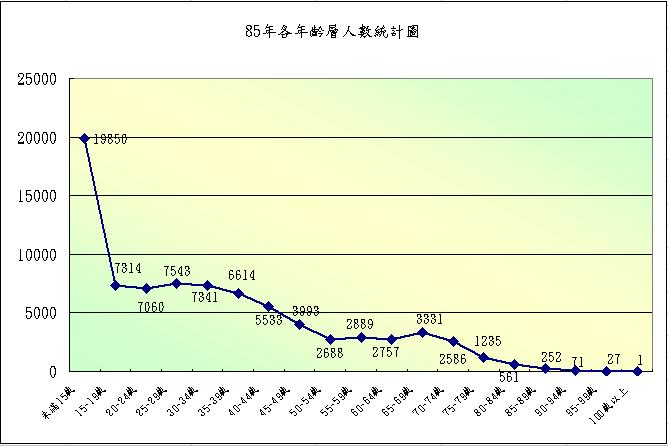 85年各年齡層人數統計圖
25000
20000
15000
10000
5000
0
19850
7314
7060
7543
7341
6614
5533
3993
2688
2889
2757
3331
2586
1235
561
252
71
27
1
未滿15歲
15-19歲
20-24歲
25-29歲
30-34歲
35-39歲
40-44歲
45-49歲
50-54歲
55-59歲
60-64歲
65-69歲
70-74歲
75-79歲
80-84歲
85-89歲
90-94歲
95-99歲
100歲以上